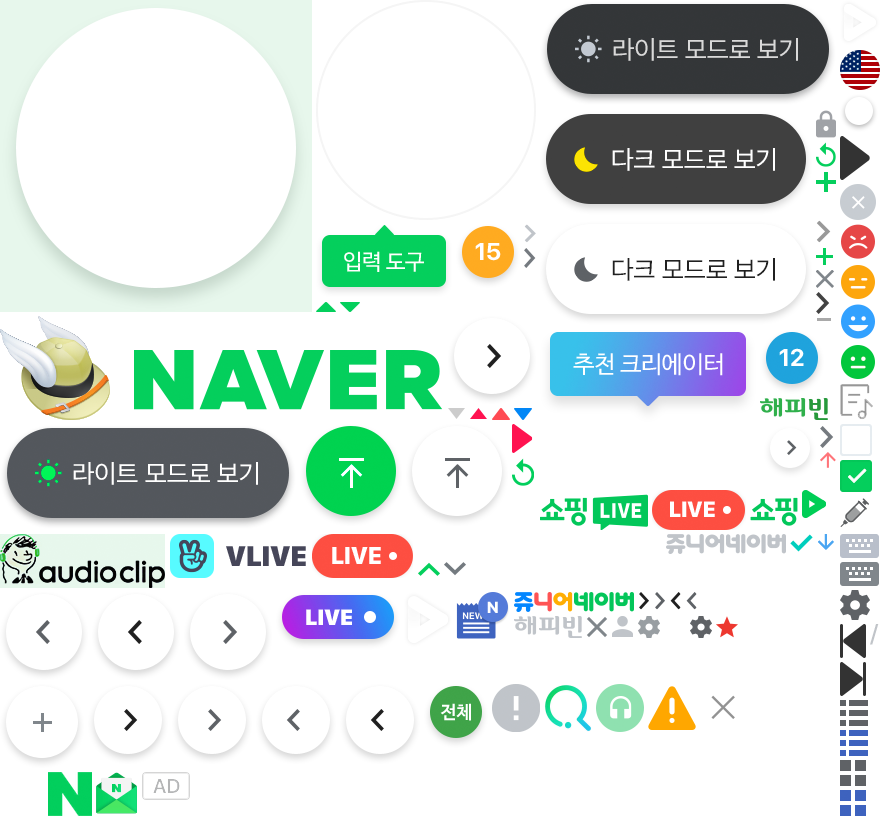 라이트 모드로 보기
다크 모드로 보기
입력 도구
15
다크 모드로 보기
NAVER
추천 크리에이터
12
해피빈
라이트 모드로 보기
쇼핑 LIVE
LIVE
쇼핑
쥬니어네이버
audioclip
VLIVE
LIVE
LIVE
NEWS
N
쥬니어네이버
해피빈
전체
N
N
AD